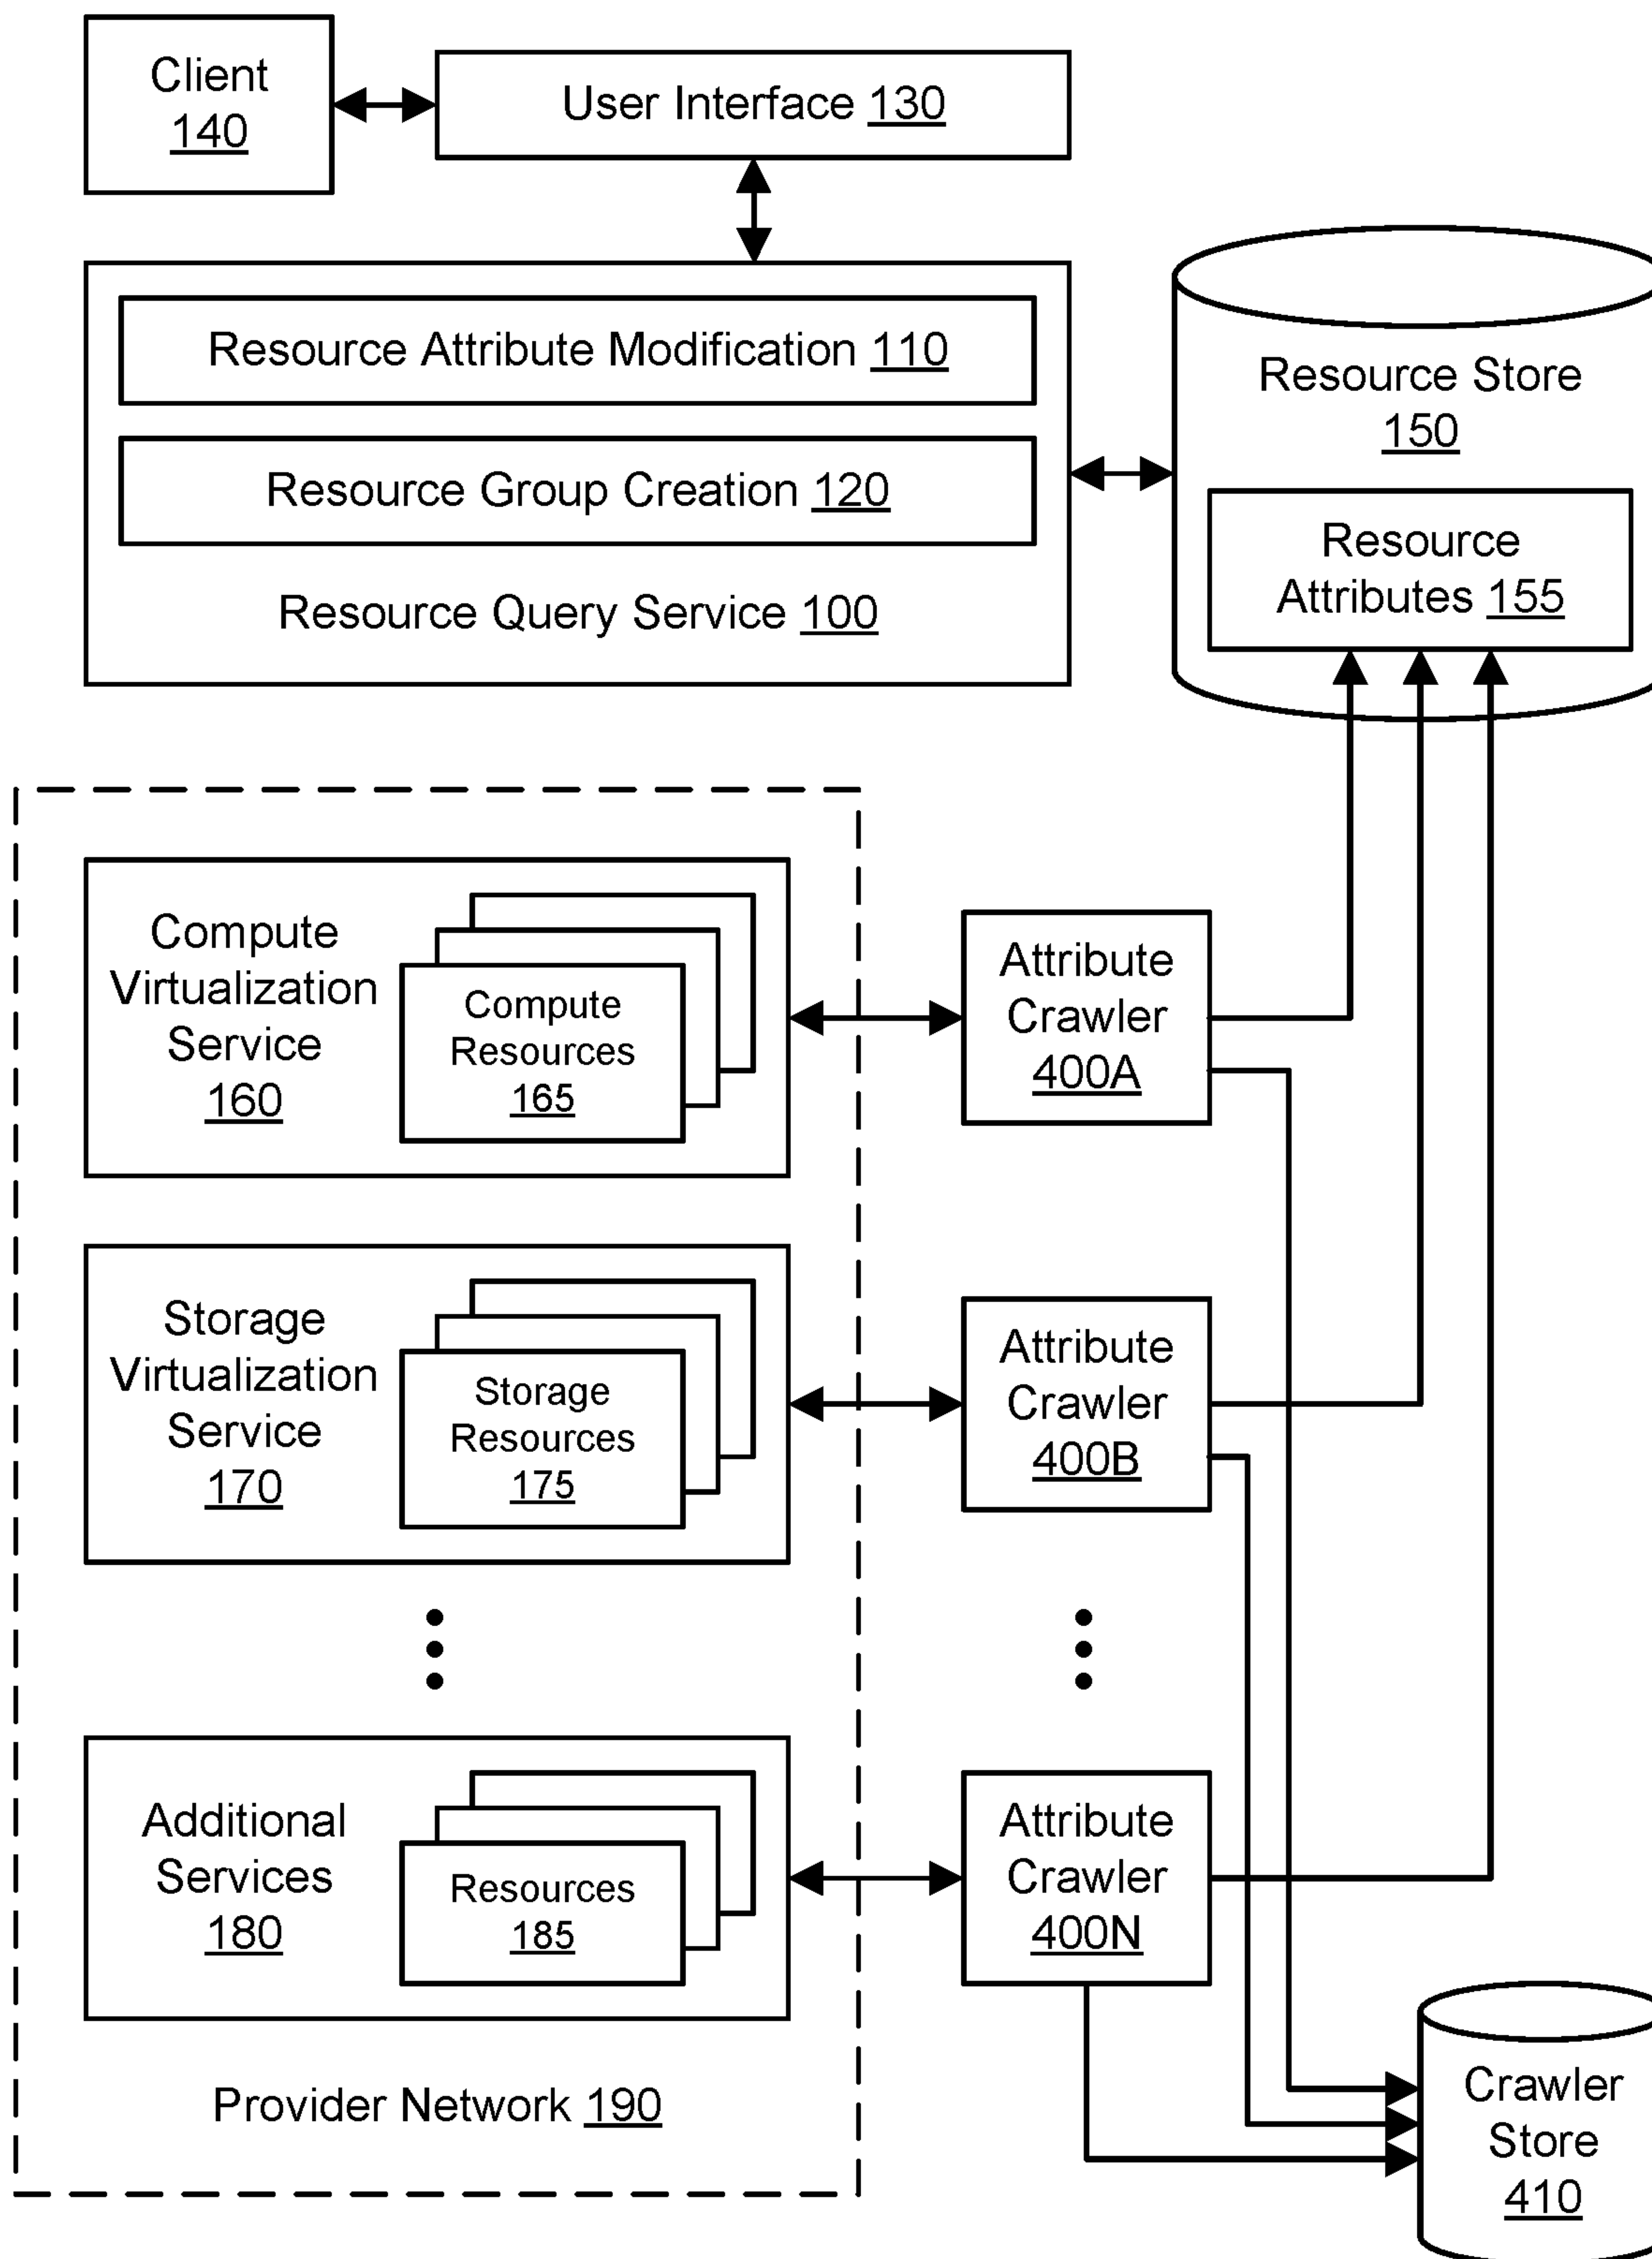 Client
140
User Interface 130
Resource Attribute Modification 110
Resource Group Creation 120
Resource Query Service 100
Resource Store
150
Resource
Attributes 155
Compute
Virtualization
Service
160
Compute
Resources
165
Attribute
Crawler
400A
Storage
Virtualization
Service
170
Storage
Resources
175
Attribute
Crawler
400B
Additional
Services
180
Resources
185
Attribute
Crawler
400N
Provider Network 190
Crawler
Store
410